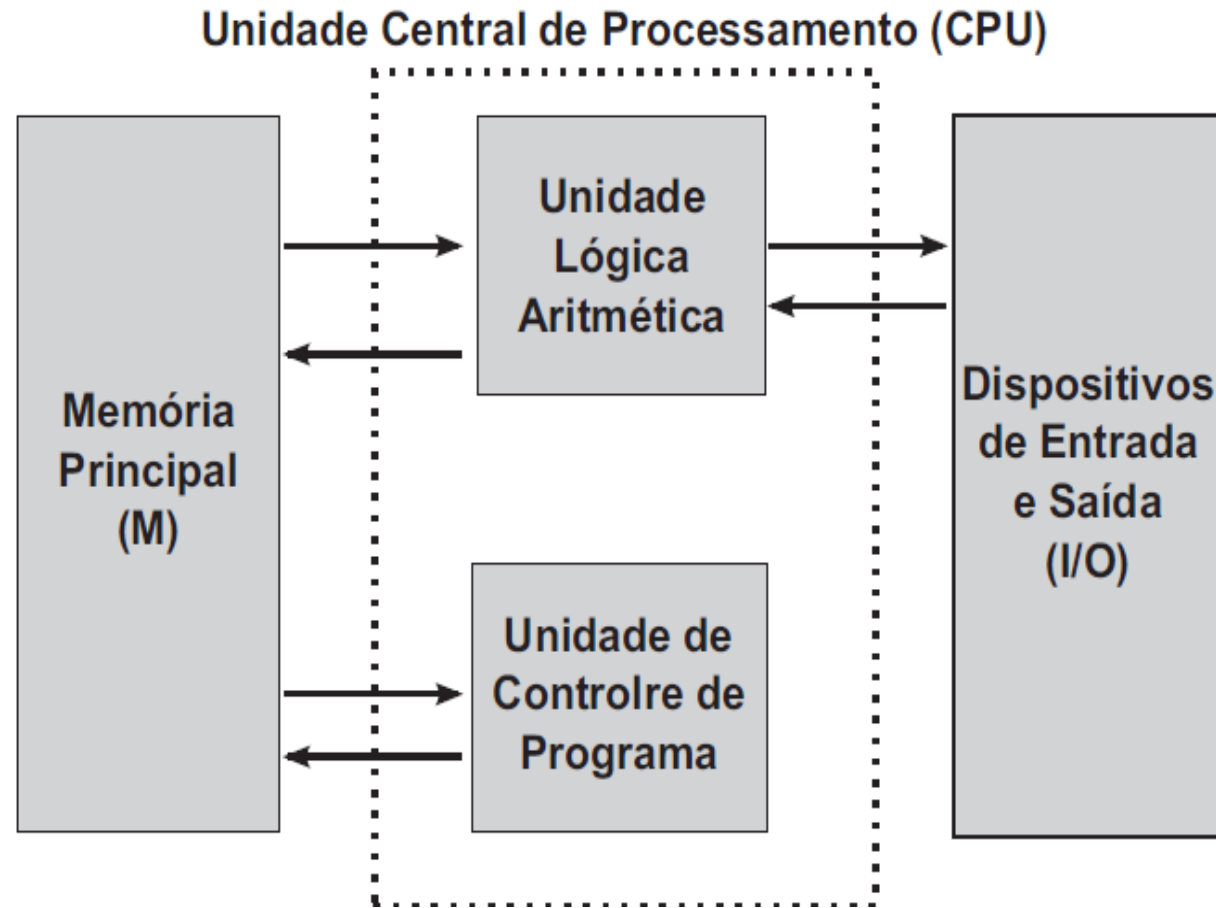 Unidade Central de Processamento (CPU)
Memória
Principal
(M)
Unidade
Lógica
Aritmética
Unidade de
Controlre de
Programa
Dispositivos
de Entrada
e Saída
(I/O)